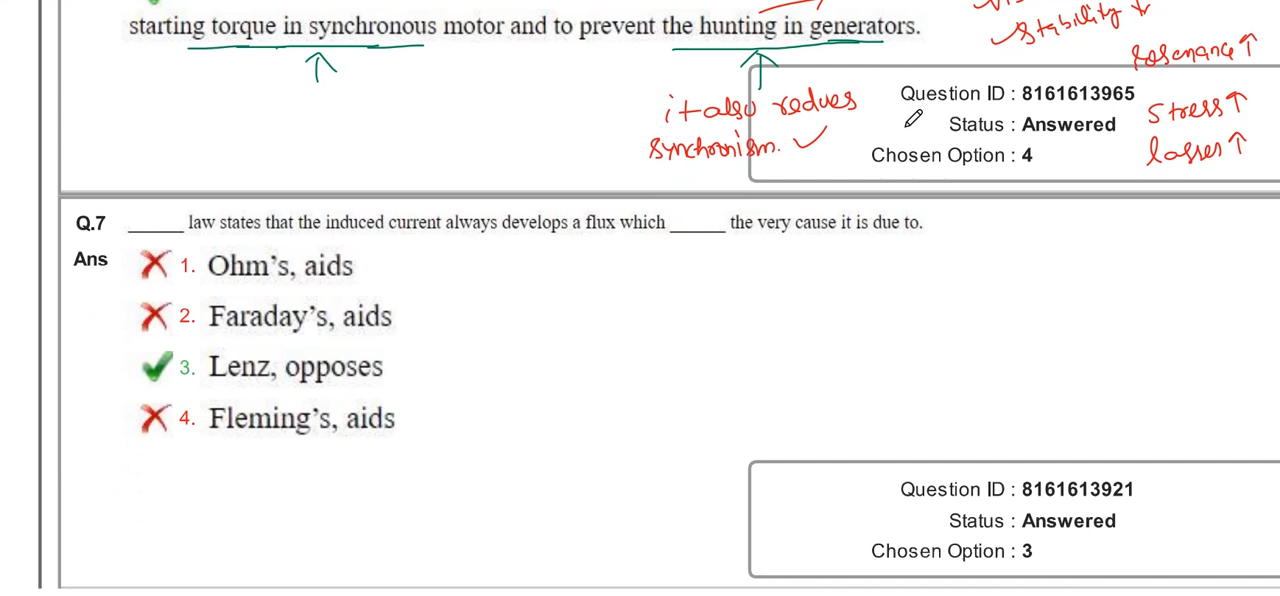 starting torque in synchronous motor and to prevent the hunting in generators.
Stability ↓
Resonance ↑
it also redues
synchronism. ✓
Stress ↑
losses ↑
Question ID : 8161613965
Status : Answered
Chosen Option : 4
Q.7 ______ law states that the induced current always develops a flux which ______ the very cause it is due to.
Ans
1. Ohm's, aids
2. Faraday's, aids
3. Lenz, opposes
4. Fleming's, aids
Question ID : 8161613921
Status : Answered
Chosen Option : 3